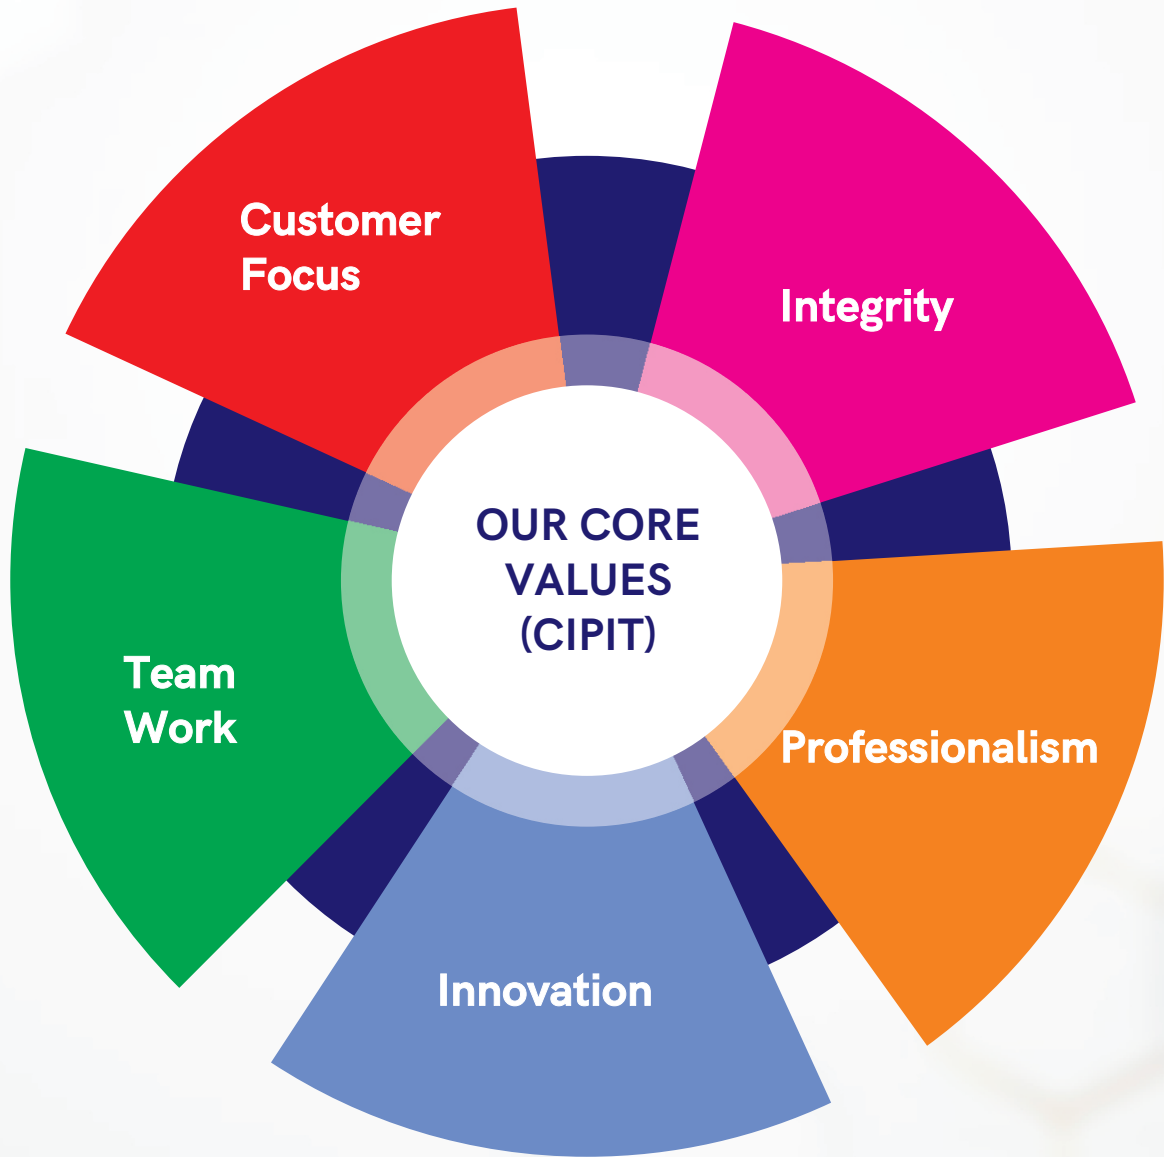 Customer
Focus
Integrity
OUR CORE
VALUES
(CIPIT)
Team
Work
Professionalism
Innovation